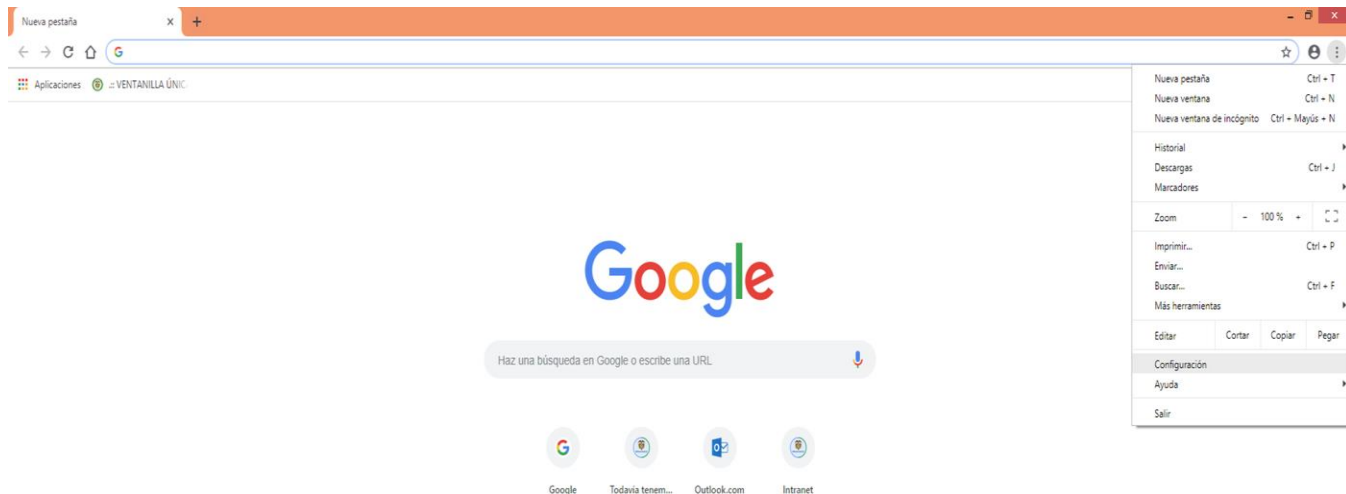 Nueva pestaña
Aplicaciones .:: VENTANILLA ÚNIC
Nueva pestaña Ctrl + T
Nueva ventana Ctrl + N
Nueva ventana de incógnito Ctrl + Mayús + N
Historial
Descargas Ctrl + J
Marcadores
Zoom - 100 % +
Imprimir... Ctrl + P
Enviar...
Buscar... Ctrl + F
Más herramientas
Editar Cortar Copiar Pegar
Configuración
Ayuda
Salir
Google
Haz una búsqueda en Google o escribe una URL
Google Todavía tenem... Outlook.com Intranet